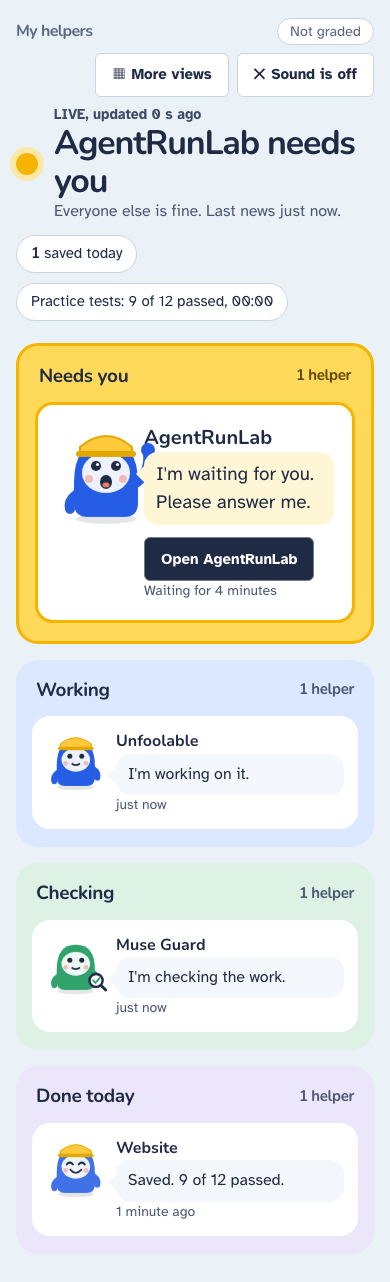 My helpers
Not graded
More views
Sound is off
LIVE, updated 0 s ago
AgentRunLab needs
you
Everyone else is fine. Last news just now.
1 saved today
Practice tests: 9 of 12 passed, 00:00
Needs you
1 helper
AgentRunLab
I'm waiting for you.
Please answer me.
Open AgentRunLab
Waiting for 4 minutes
Working
1 helper
Unfoolable
I'm working on it.
just now
Checking
1 helper
Muse Guard
I'm checking the work.
just now
Done today
1 helper
Website
Saved. 9 of 12 passed.
1 minute ago